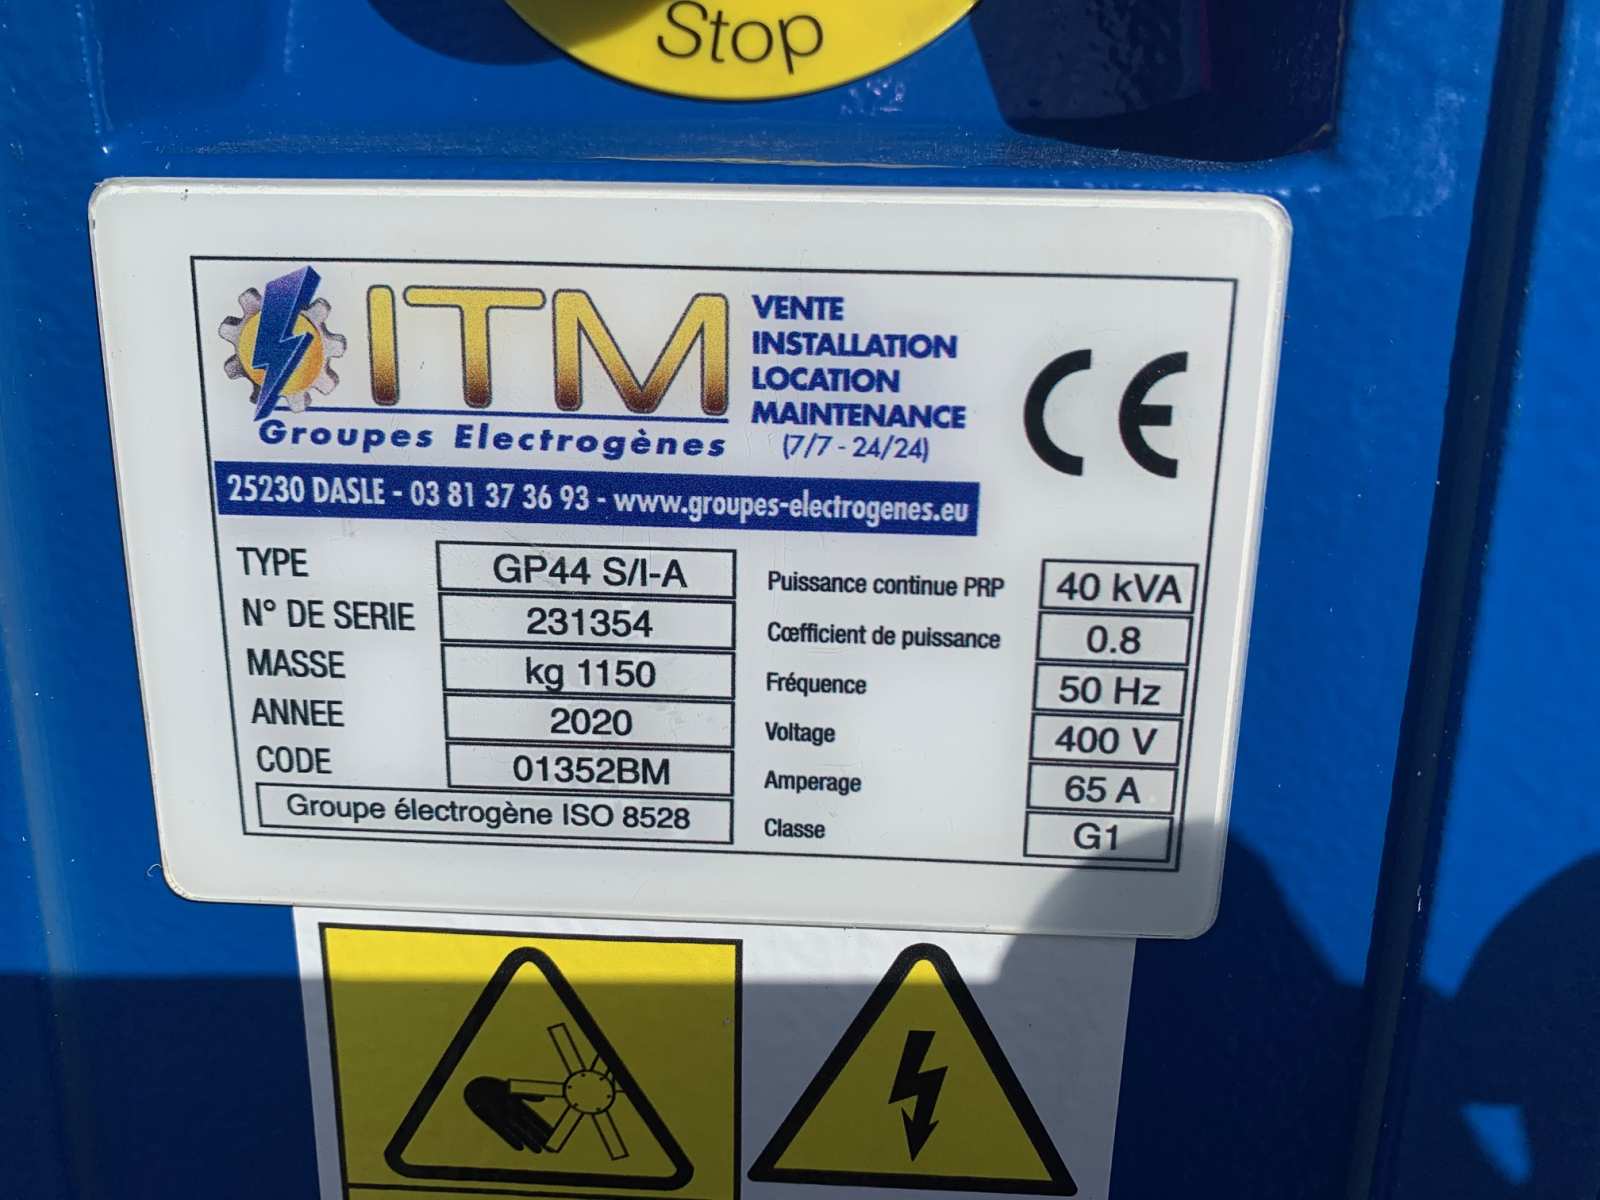 Stop
ITM
Groupes Electrogènes
VENTE
INSTALLATION
LOCATION
MAINTENANCE
(7/7 - 24/24)
CE
25230 DASLE - 03 81 37 36 93 - www.groupes-electrogenes.eu
TYPE GP44 S/I-A
N° DE SERIE 231354
MASSE kg 1150
ANNEE 2020
CODE 01352BM
Groupe électrogène ISO 8528
Puissance continue PRP 40 kVA
Cœfficient de puissance 0.8
Fréquence 50 Hz
Voltage 400 V
Amperage 65 A
Classe G1